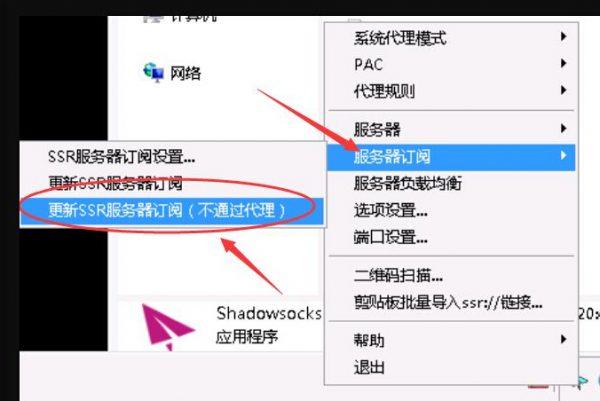 计算机
网络
系统代理模式
PAC
代理规则
服务器
服务器订阅
服务器负载均衡
选项设置...
端口设置...
二维码扫描...
剪贴板批量导入ssr://链接...
帮助
退出
SSR服务器订阅设置...
更新SSR服务器订阅
更新SSR服务器订阅（不通过代理）
Shadowsocks
应用程序